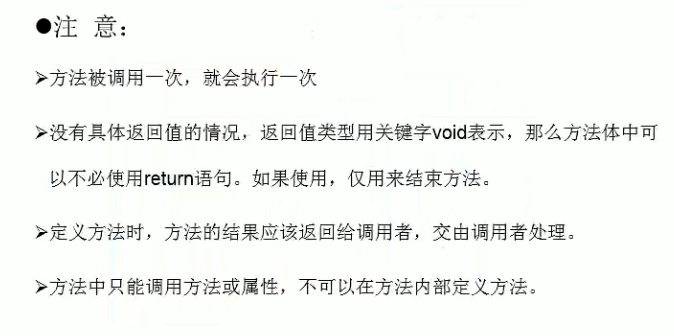 ●注 意：
➢方法被调用一次，就会执行一次
➢没有具体返回值的情况，返回值类型用关键字void表示，那么方法体中可
以不必使用return语句。如果使用，仅用来结束方法。
➢定义方法时，方法的结果应该返回给调用者，交由调用者处理。
➢方法中只能调用方法或属性，不可以在方法内部定义方法。